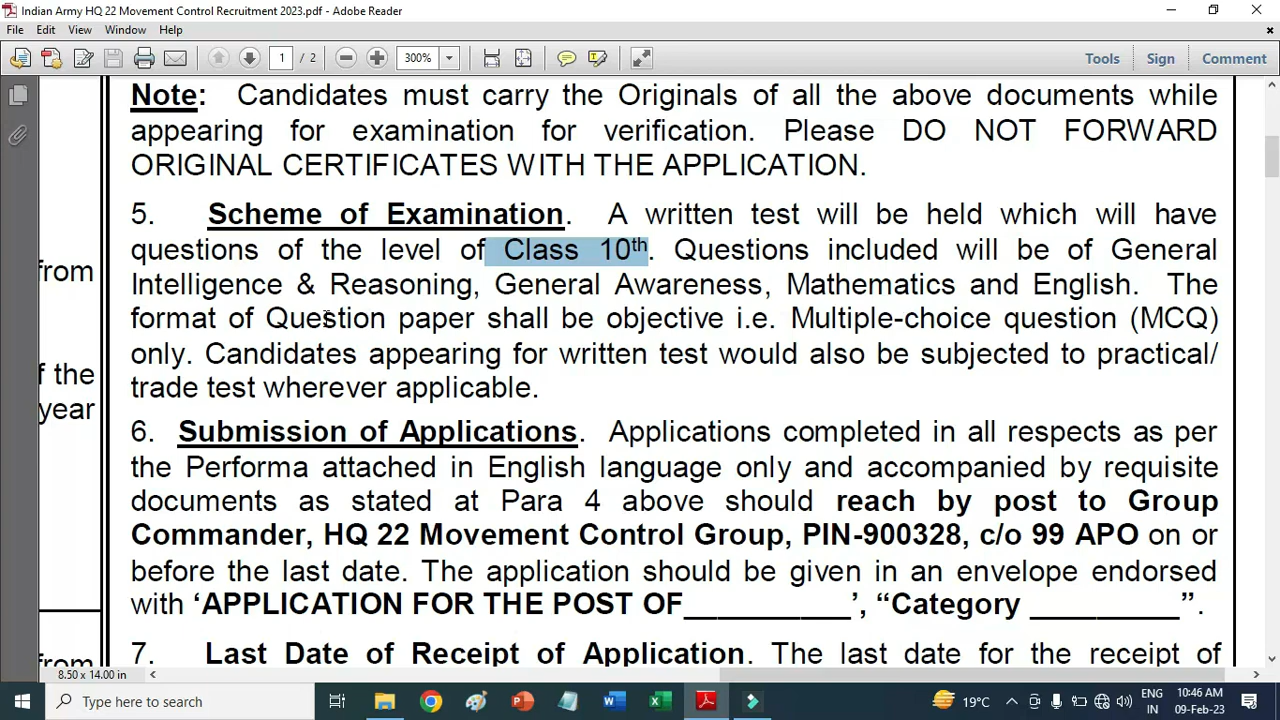 Indian Army HQ 22 Movement Control Recruitment 2023.pdf - Adobe Reader
File Edit View Window Help
1 / 2 300% Tools Sign Comment
Note: Candidates must carry the Originals of all the above documents while
appearing for examination for verification. Please DO NOT FORWARD
ORIGINAL CERTIFICATES WITH THE APPLICATION.
5. Scheme of Examination. A written test will be held which will have
questions of the level of Class 10th. Questions included will be of General
from
Intelligence & Reasoning, General Awareness, Mathematics and English. The
format of Question paper shall be objective i.e. Multiple-choice question (MCQ)
only. Candidates appearing for written test would also be subjected to practical/
f the
trade test wherever applicable.
year
6. Submission of Applications. Applications completed in all respects as per
the Performa attached in English language only and accompanied by requisite
documents as stated at Para 4 above should reach by post to Group
Commander, HQ 22 Movement Control Group, PIN-900328, c/o 99 APO on or
before the last date. The application should be given in an envelope endorsed
with ‘APPLICATION FOR THE POST OF__________’, “Category _________”.
7. Last Date of Receipt of Application. The last date for the receipt of
from
8.50 x 14.00 in
Type here to search
19°C
ENG
IN
10:46 AM
09-Feb-23